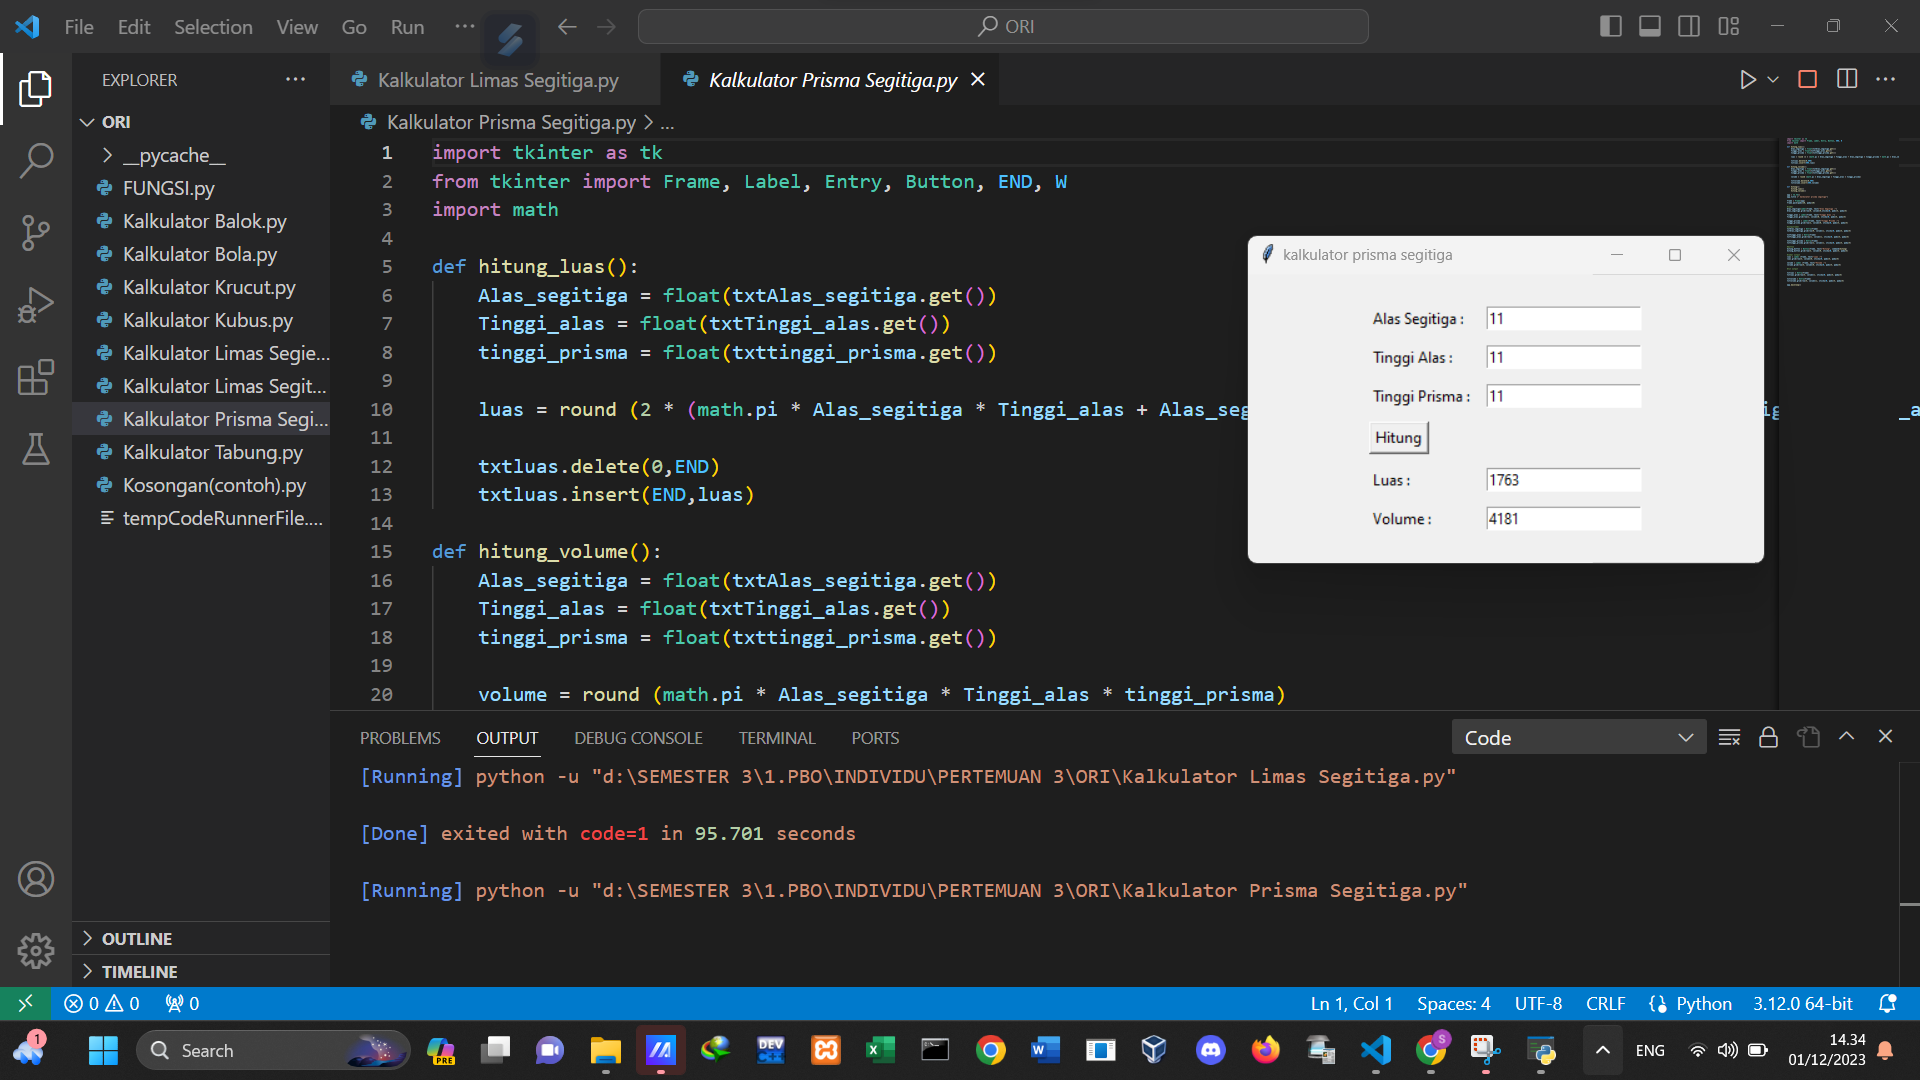 File Edit Selection View Go Run ··· ORI
EXPLORER ···
ORI
__pycache__
FUNGSI.py
Kalkulator Balok.py
Kalkulator Bola.py
Kalkulator Krucut.py
Kalkulator Kubus.py
Kalkulator Limas Segie...
Kalkulator Limas Segit...
Kalkulator Prisma Segi...
Kalkulator Tabung.py
Kosongan(contoh).py
tempCodeRunnerFile....
OUTLINE
TIMELINE
Kalkulator Limas Segitiga.py Kalkulator Prisma Segitiga.py
Kalkulator Prisma Segitiga.py > ...
1 import tkinter as tk
2 from tkinter import Frame, Label, Entry, Button, END, W
3 import math
4
5 def hitung_luas():
6 Alas_segitiga = float(txtAlas_segitiga.get())
7 Tinggi_alas = float(txtTinggi_alas.get())
8 tinggi_prisma = float(txttinggi_prisma.get())
9
10 luas = round (2 * (math.pi * Alas_segitiga * Tinggi_alas + Alas_seg
11
12 txtluas.delete(0,END)
13 txtluas.insert(END,luas)
14
15 def hitung_volume():
16 Alas_segitiga = float(txtAlas_segitiga.get())
17 Tinggi_alas = float(txtTinggi_alas.get())
18 tinggi_prisma = float(txttinggi_prisma.get())
19
20 volume = round (math.pi * Alas_segitiga * Tinggi_alas * tinggi_prisma)
kalkulator prisma segitiga
Alas Segitiga : 11
Tinggi Alas : 11
Tinggi Prisma : 11
Hitung
Luas : 1763
Volume : 4181
PROBLEMS OUTPUT DEBUG CONSOLE TERMINAL PORTS Code
[Running] python -u "d:\SEMESTER 3\1.PBO\INDIVIDU\PERTEMUAN 3\ORI\Kalkulator Limas Segitiga.py"
[Done] exited with code=1 in 95.701 seconds
[Running] python -u "d:\SEMESTER 3\1.PBO\INDIVIDU\PERTEMUAN 3\ORI\Kalkulator Prisma Segitiga.py"
0 0 0 Ln 1, Col 1 Spaces: 4 UTF-8 CRLF Python 3.12.0 64-bit
1 Search PRE DEV C++ S ENG 14.34
01/12/2023